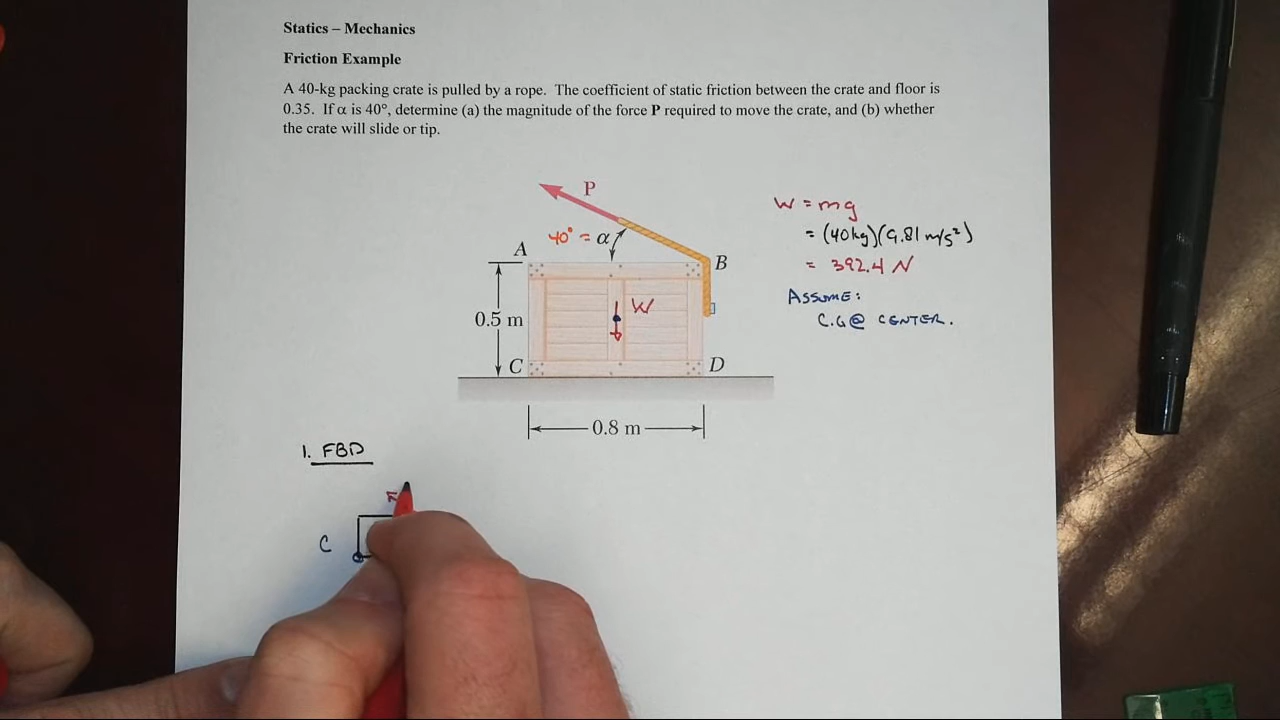 Statics – Mechanics
Friction Example
A 40-kg packing crate is pulled by a rope.  The coefficient of static friction between the crate and floor is
0.35.  If α is 40°, determine (a) the magnitude of the force P required to move the crate, and (b) whether
the crate will slide or tip.
P
40° = α
A
B
W
0.5 m
C
D
0.8 m
W = mg
= (40kg)(9.81 m/s²)
= 392.4 N
ASSUME:
C.G @ CENTER.
1. FBD
C